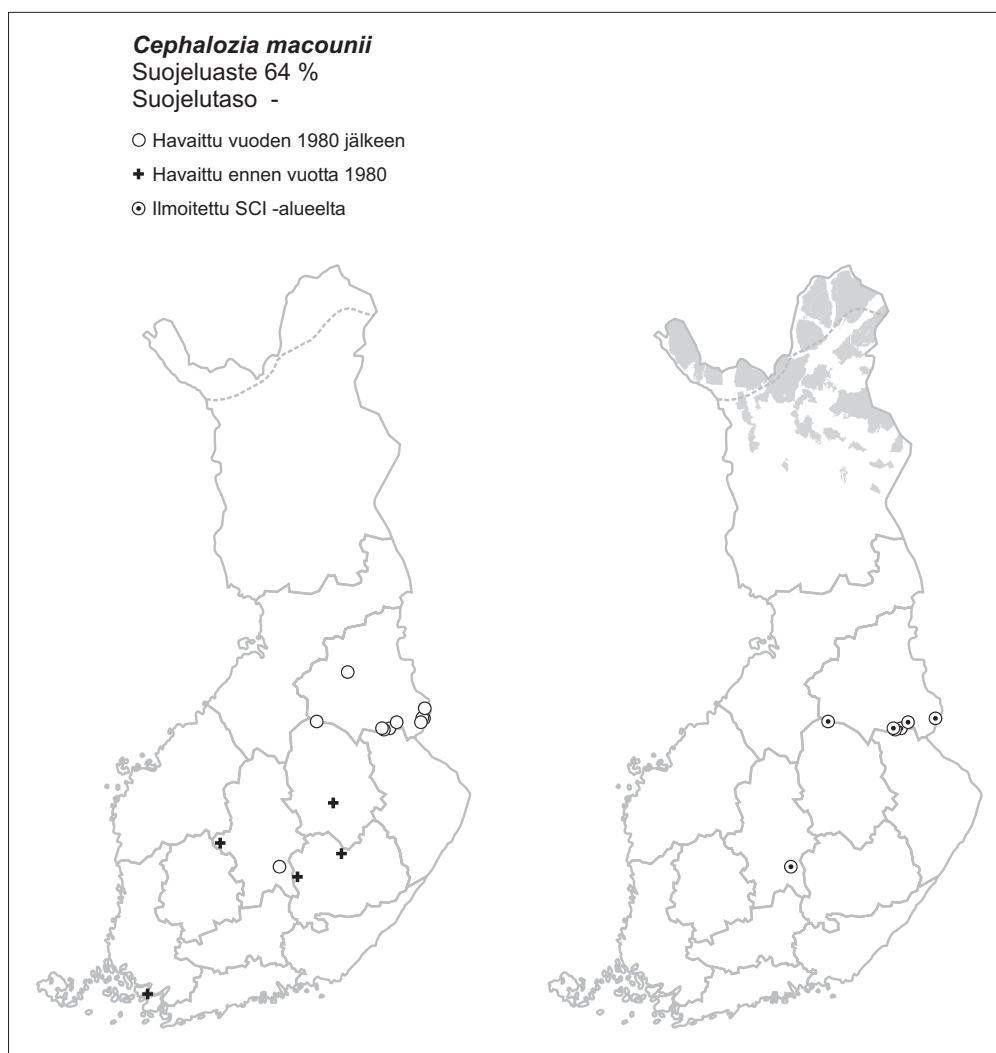 Cephalozia macounii
Suojeluaste 64 %
Suojelutaso -
Havaittu vuoden 1980 jälkeen
Havaittu ennen vuotta 1980
Ilmoitettu SCI -alueelta